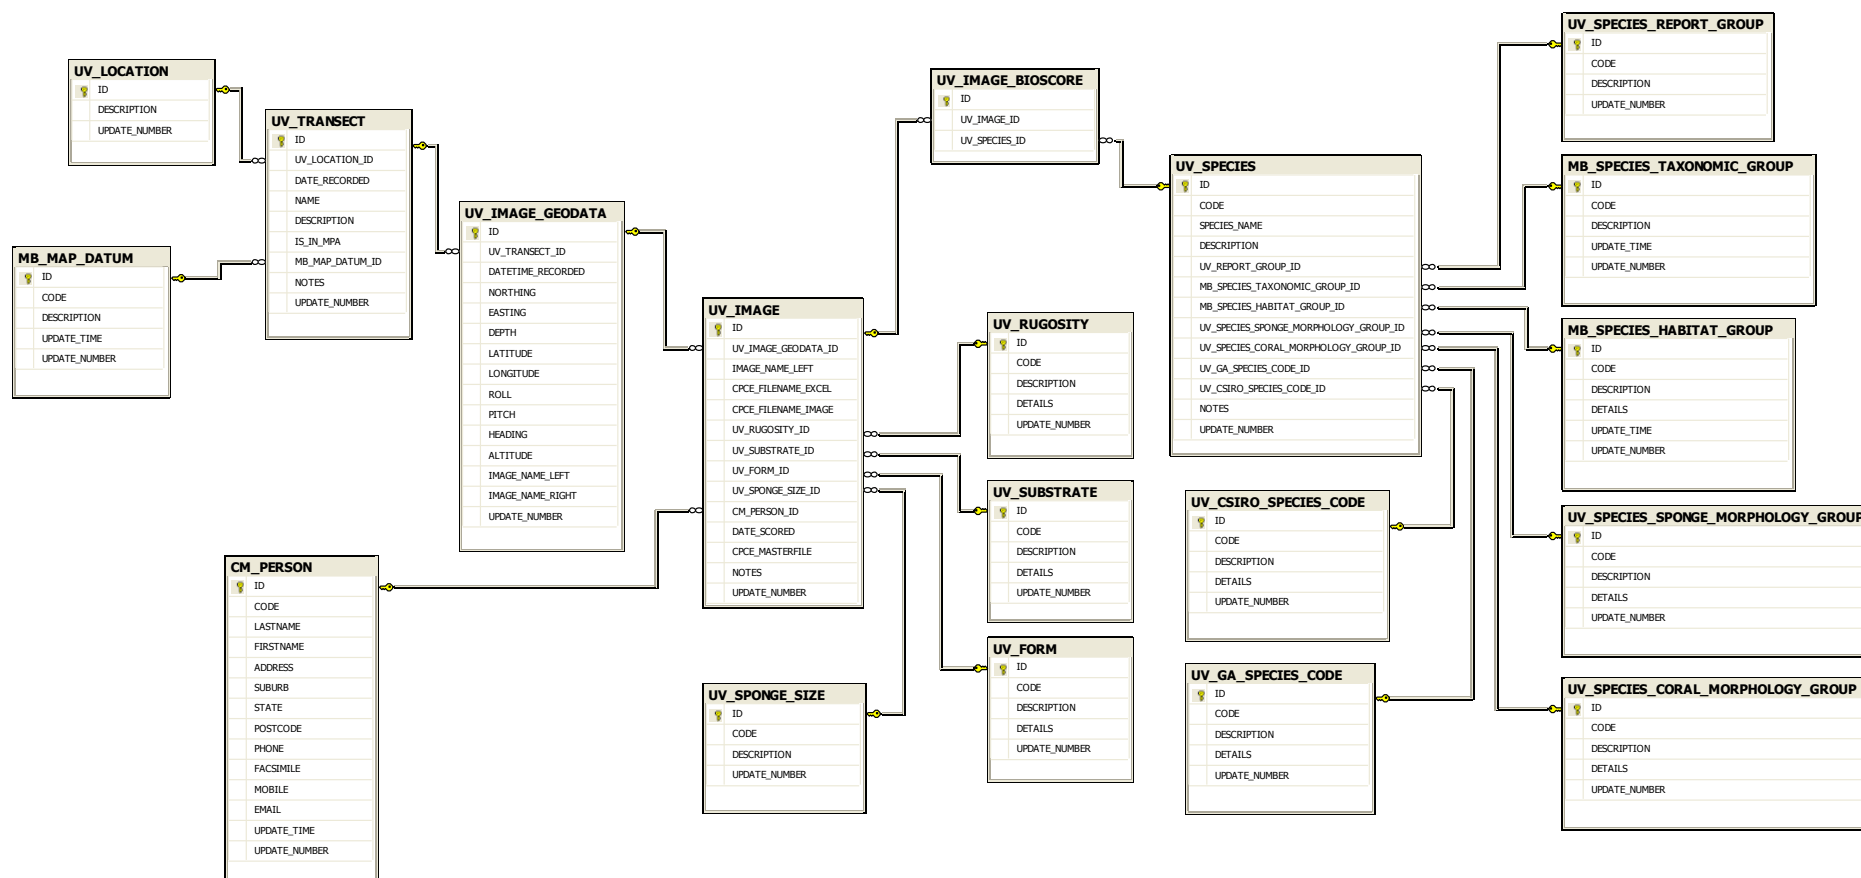 UV_LOCATION
ID
DESCRIPTION
UPDATE_NUMBER
MB_MAP_DATUM
ID
CODE
DESCRIPTION
UPDATE_TIME
UPDATE_NUMBER
UV_TRANSECT
ID
UV_LOCATION_ID
DATE_RECORDED
NAME
DESCRIPTION
IS_IN_MPA
MB_MAP_DATUM_ID
NOTES
UPDATE_NUMBER
CM_PERSON
ID
CODE
LASTNAME
FIRSTNAME
ADDRESS
SUBURB
STATE
POSTCODE
PHONE
FACSIMILE
MOBILE
EMAIL
UPDATE_TIME
UPDATE_NUMBER
UV_IMAGE_GEODATA
ID
UV_TRANSECT_ID
DATETIME_RECORDED
NORTHING
EASTING
DEPTH
LATITUDE
LONGITUDE
ROLL
PITCH
HEADING
ALTITUDE
IMAGE_NAME_LEFT
IMAGE_NAME_RIGHT
UPDATE_NUMBER
UV_IMAGE
ID
UV_IMAGE_GEODATA_ID
IMAGE_NAME_LEFT
CPCE_FILENAME_EXCEL
CPCE_FILENAME_IMAGE
UV_RUGOSITY_ID
UV_SUBSTRATE_ID
UV_FORM_ID
UV_SPONGE_SIZE_ID
CM_PERSON_ID
DATE_SCORED
CPCE_MASTERFILE
NOTES
UPDATE_NUMBER
UV_SPONGE_SIZE
ID
CODE
DESCRIPTION
UPDATE_NUMBER
UV_IMAGE_BIOSCORE
ID
UV_IMAGE_ID
UV_SPECIES_ID
UV_RUGOSITY
ID
CODE
DESCRIPTION
DETAILS
UPDATE_NUMBER
UV_SUBSTRATE
ID
CODE
DESCRIPTION
DETAILS
UPDATE_NUMBER
UV_FORM
ID
CODE
DESCRIPTION
DETAILS
UPDATE_NUMBER
UV_SPECIES
ID
CODE
SPECIES_NAME
DESCRIPTION
UV_REPORT_GROUP_ID
MB_SPECIES_TAXONOMIC_GROUP_ID
MB_SPECIES_HABITAT_GROUP_ID
UV_SPECIES_SPONGE_MORPHOLOGY_GROUP_ID
UV_SPECIES_CORAL_MORPHOLOGY_GROUP_ID
UV_GA_SPECIES_CODE_ID
UV_CSIRO_SPECIES_CODE_ID
NOTES
UPDATE_NUMBER
UV_CSIRO_SPECIES_CODE
ID
CODE
DESCRIPTION
DETAILS
UPDATE_NUMBER
UV_GA_SPECIES_CODE
ID
CODE
DESCRIPTION
DETAILS
UPDATE_NUMBER
UV_SPECIES_REPORT_GROUP
ID
CODE
DESCRIPTION
UPDATE_NUMBER
MB_SPECIES_TAXONOMIC_GROUP
ID
CODE
DESCRIPTION
UPDATE_TIME
UPDATE_NUMBER
MB_SPECIES_HABITAT_GROUP
ID
CODE
DESCRIPTION
DETAILS
UPDATE_TIME
UPDATE_NUMBER
UV_SPECIES_SPONGE_MORPHOLOGY_GROUP
ID
CODE
DESCRIPTION
DETAILS
UPDATE_NUMBER
UV_SPECIES_CORAL_MORPHOLOGY_GROUP
ID
CODE
DESCRIPTION
DETAILS
UPDATE_NUMBER